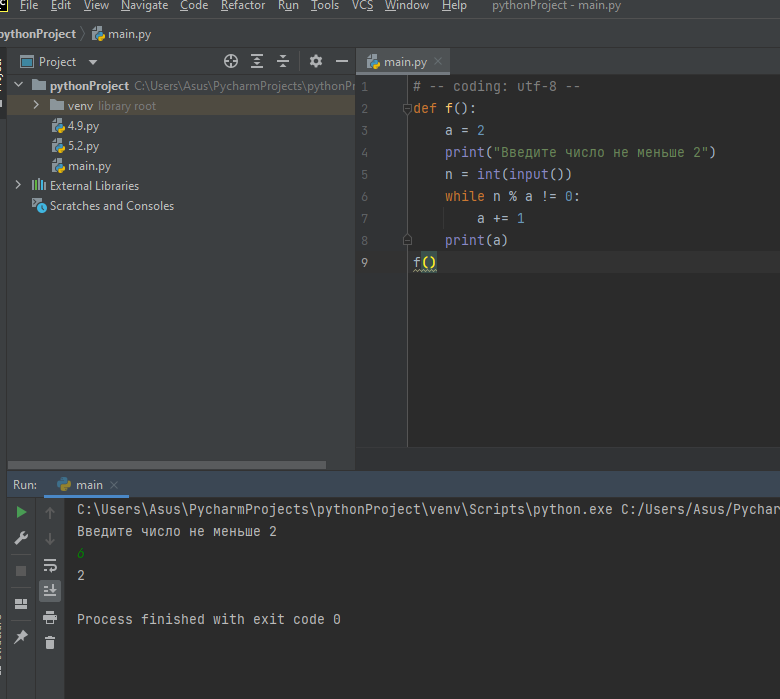 File Edit View Navigate Code Refactor Run Tools VCS Window Help pythonProject - main.py
pythonProject main.py
Project main.py
pythonProject C:\Users\Asus\PycharmProjects\pythonPr
venv library root
4.9.py
5.2.py
main.py
External Libraries
Scratches and Consoles
1 # -- coding: utf-8 --
2 def f():
3 a = 2
4 print("Введите число не меньше 2")
5 n = int(input())
6 while n % a != 0:
7 a += 1
8 print(a)
9 f()
Run: main
C:\Users\Asus\PycharmProjects\pythonProject\venv\Scripts\python.exe C:/Users/Asus/Pychar
Введите число не меньше 2
6
2
Process finished with exit code 0